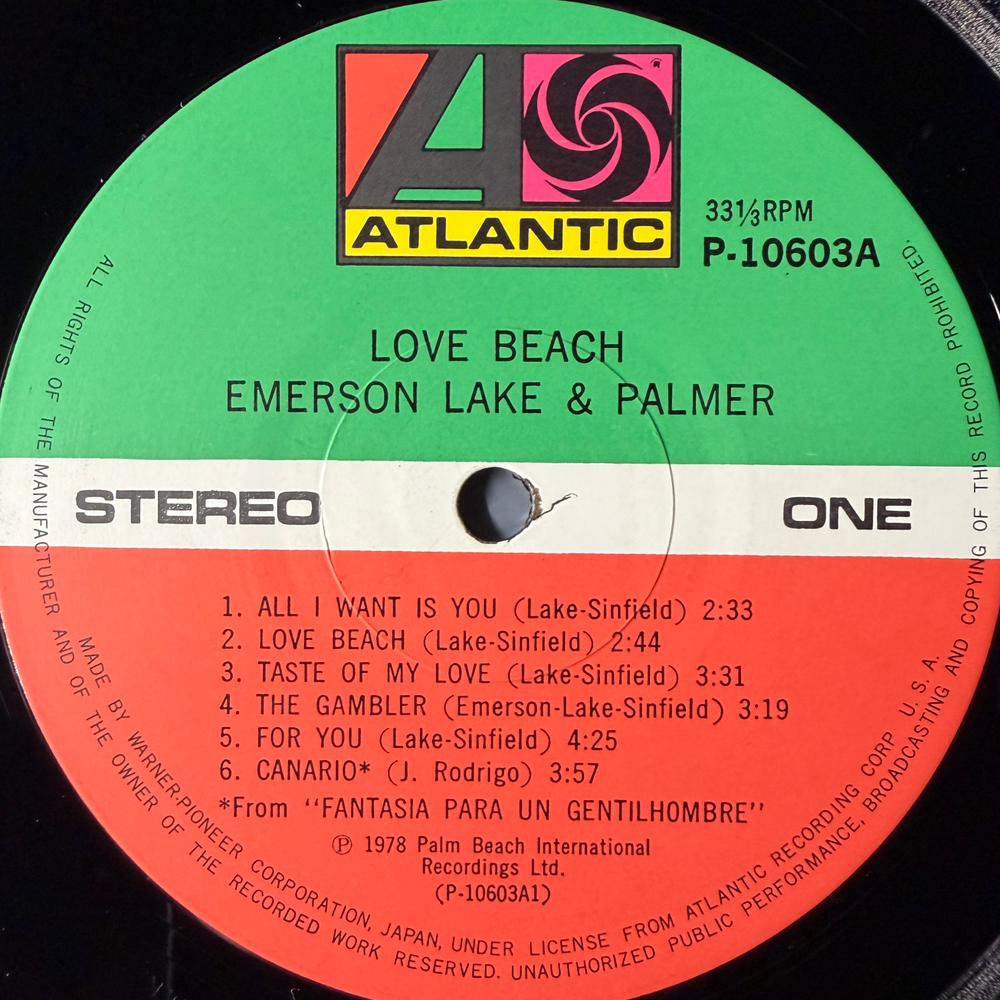 ATLANTIC
33⅓RPM
P-10603A
LOVE BEACH
EMERSON LAKE & PALMER
STEREO
ONE
1. ALL I WANT IS YOU (Lake-Sinfield) 2:33
2. LOVE BEACH (Lake-Sinfield) 2:44
3. TASTE OF MY LOVE (Lake-Sinfield) 3:31
4. THE GAMBLER (Emerson-Lake-Sinfield) 3:19
5. FOR YOU (Lake-Sinfield) 4:25
6. CANARIO* (J. Rodrigo) 3:57
*From "FANTASIA PARA UN GENTILHOMBRE"
Ⓟ 1978 Palm Beach International
Recordings Ltd.
(P-10603A1)
MADE BY WARNER-PIONEER CORPORATION, JAPAN, UNDER LICENSE FROM ATLANTIC RECORDING CORP U. S. A.
ALL RIGHTS OF THE MANUFACTURER AND OF THE OWNER OF THE RECORDED WORK RESERVED. UNAUTHORIZED PUBLIC PERFORMANCE, BROADCASTING AND COPYING OF THIS RECORD PROHIBITED.